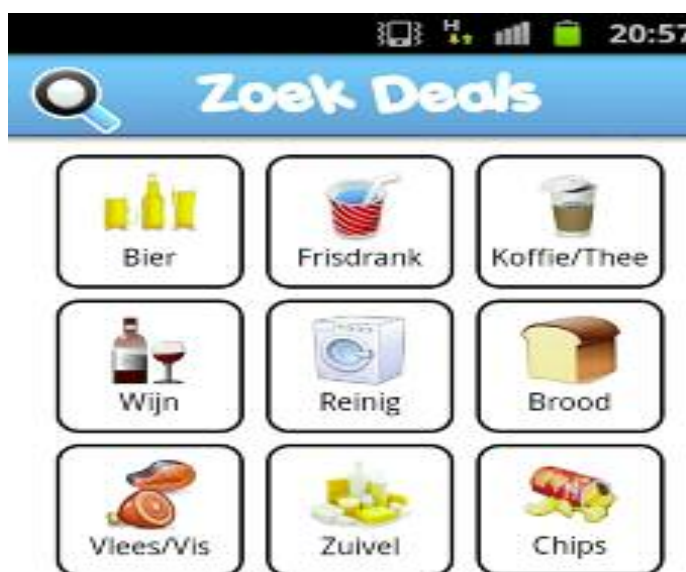 H 20:57
Zoek Deals
Bier Frisdrank Koffie/Thee
Wijn Reinig Brood
Vlees/Vis Zuivel Chips